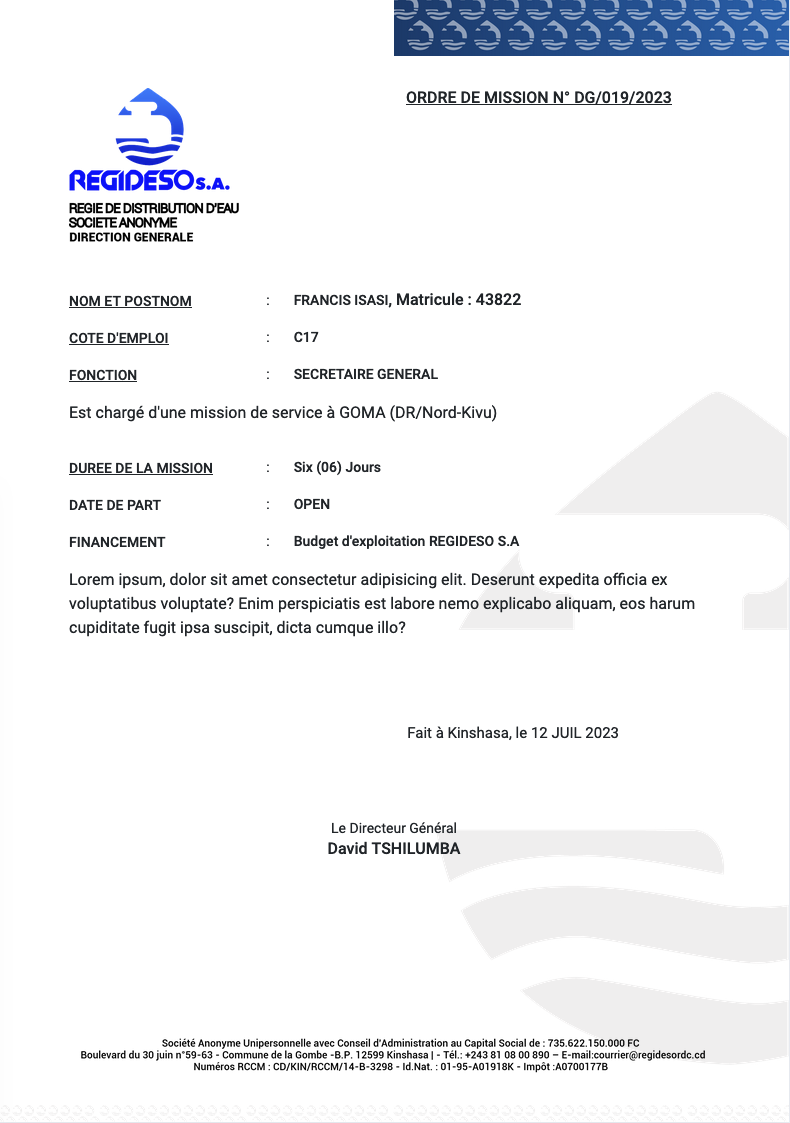 ORDRE DE MISSION N° DG/019/2023
REGIDESO S.A.
REGIE DE DISTRIBUTION D'EAU
SOCIETE ANONYME
DIRECTION GENERALE
NOM ET POSTNOM : FRANCIS ISASI, Matricule : 43822
COTE D'EMPLOI : C17
FONCTION : SECRETAIRE GENERAL
Est chargé d'une mission de service à GOMA (DR/Nord-Kivu)
DUREE DE LA MISSION : Six (06) Jours
DATE DE PART : OPEN
FINANCEMENT : Budget d'exploitation REGIDESO S.A
Lorem ipsum, dolor sit amet consectetur adipisicing elit. Deserunt expedita officia ex
voluptatibus voluptate? Enim perspiciatis est labore nemo explicabo aliquam, eos harum
cupiditate fugit ipsa suscipit, dicta cumque illo?
Fait à Kinshasa, le 12 JUIL 2023
Le Directeur Général
David TSHILUMBA
Société Anonyme Unipersonnelle avec Conseil d'Administration au Capital Social de : 735.622.150.000 FC
Boulevard du 30 juin n°59-63 - Commune de la Gombe -B.P. 12599 Kinshasa | - Tél.: +243 81 08 00 890 – E-mail:courrier@regidesordc.cd
Numéros RCCM : CD/KIN/RCCM/14-B-3298 - Id.Nat. : 01-95-A01918K - Impôt :A0700177B